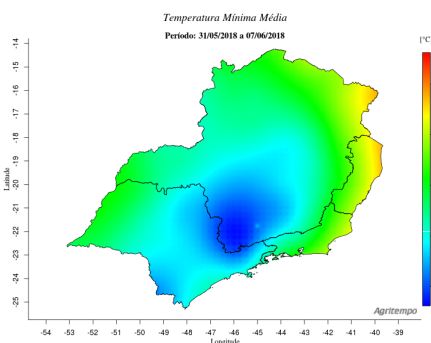 Temperatura Mínima Média
Período: 31/05/2018 a 07/06/2018
[°C
-14
-15
-16
-17
-18
-19
-20
-21
-22
-23
-24
-25
Latitude
Agritempo
-54 -53 -52 -51 -50 -49 -48 -47 -46 -45 -44 -43 -42 -41 -40 -39
Longitude